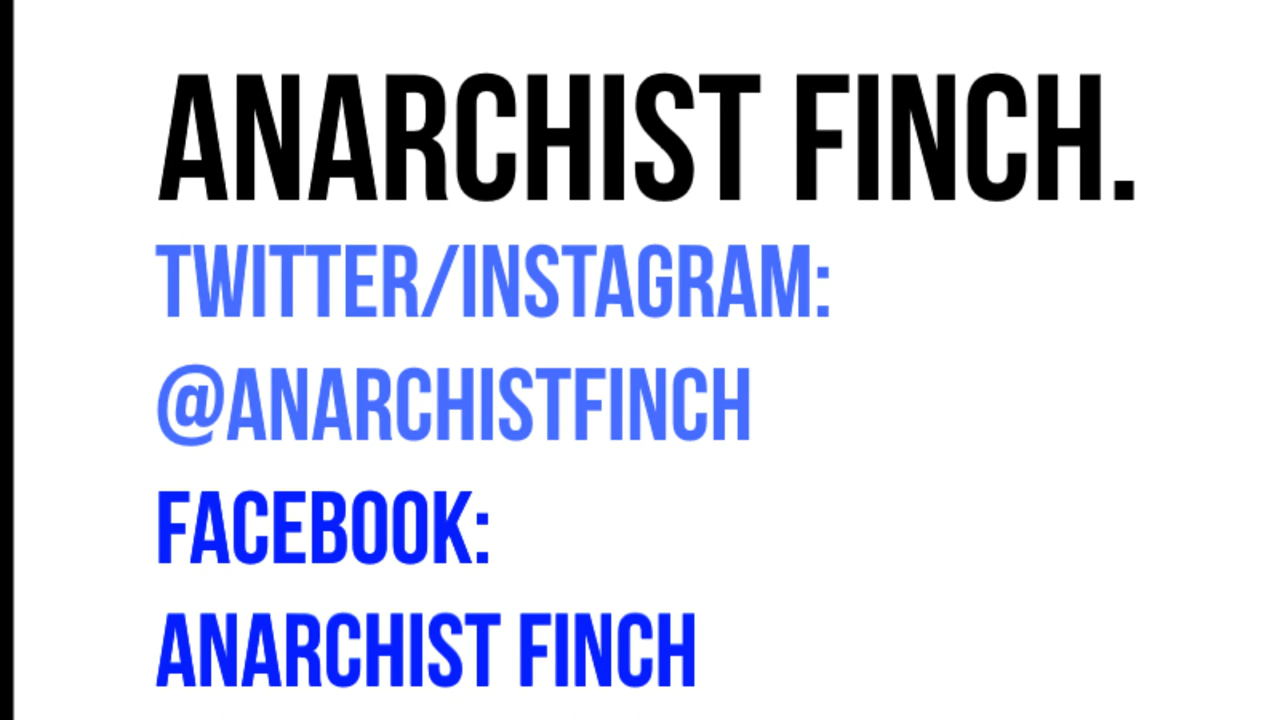 ANARCHIST FINCH.
TWITTER/INSTAGRAM:
@ANARCHISTFINCH
FACEBOOK:
ANARCHIST FINCH